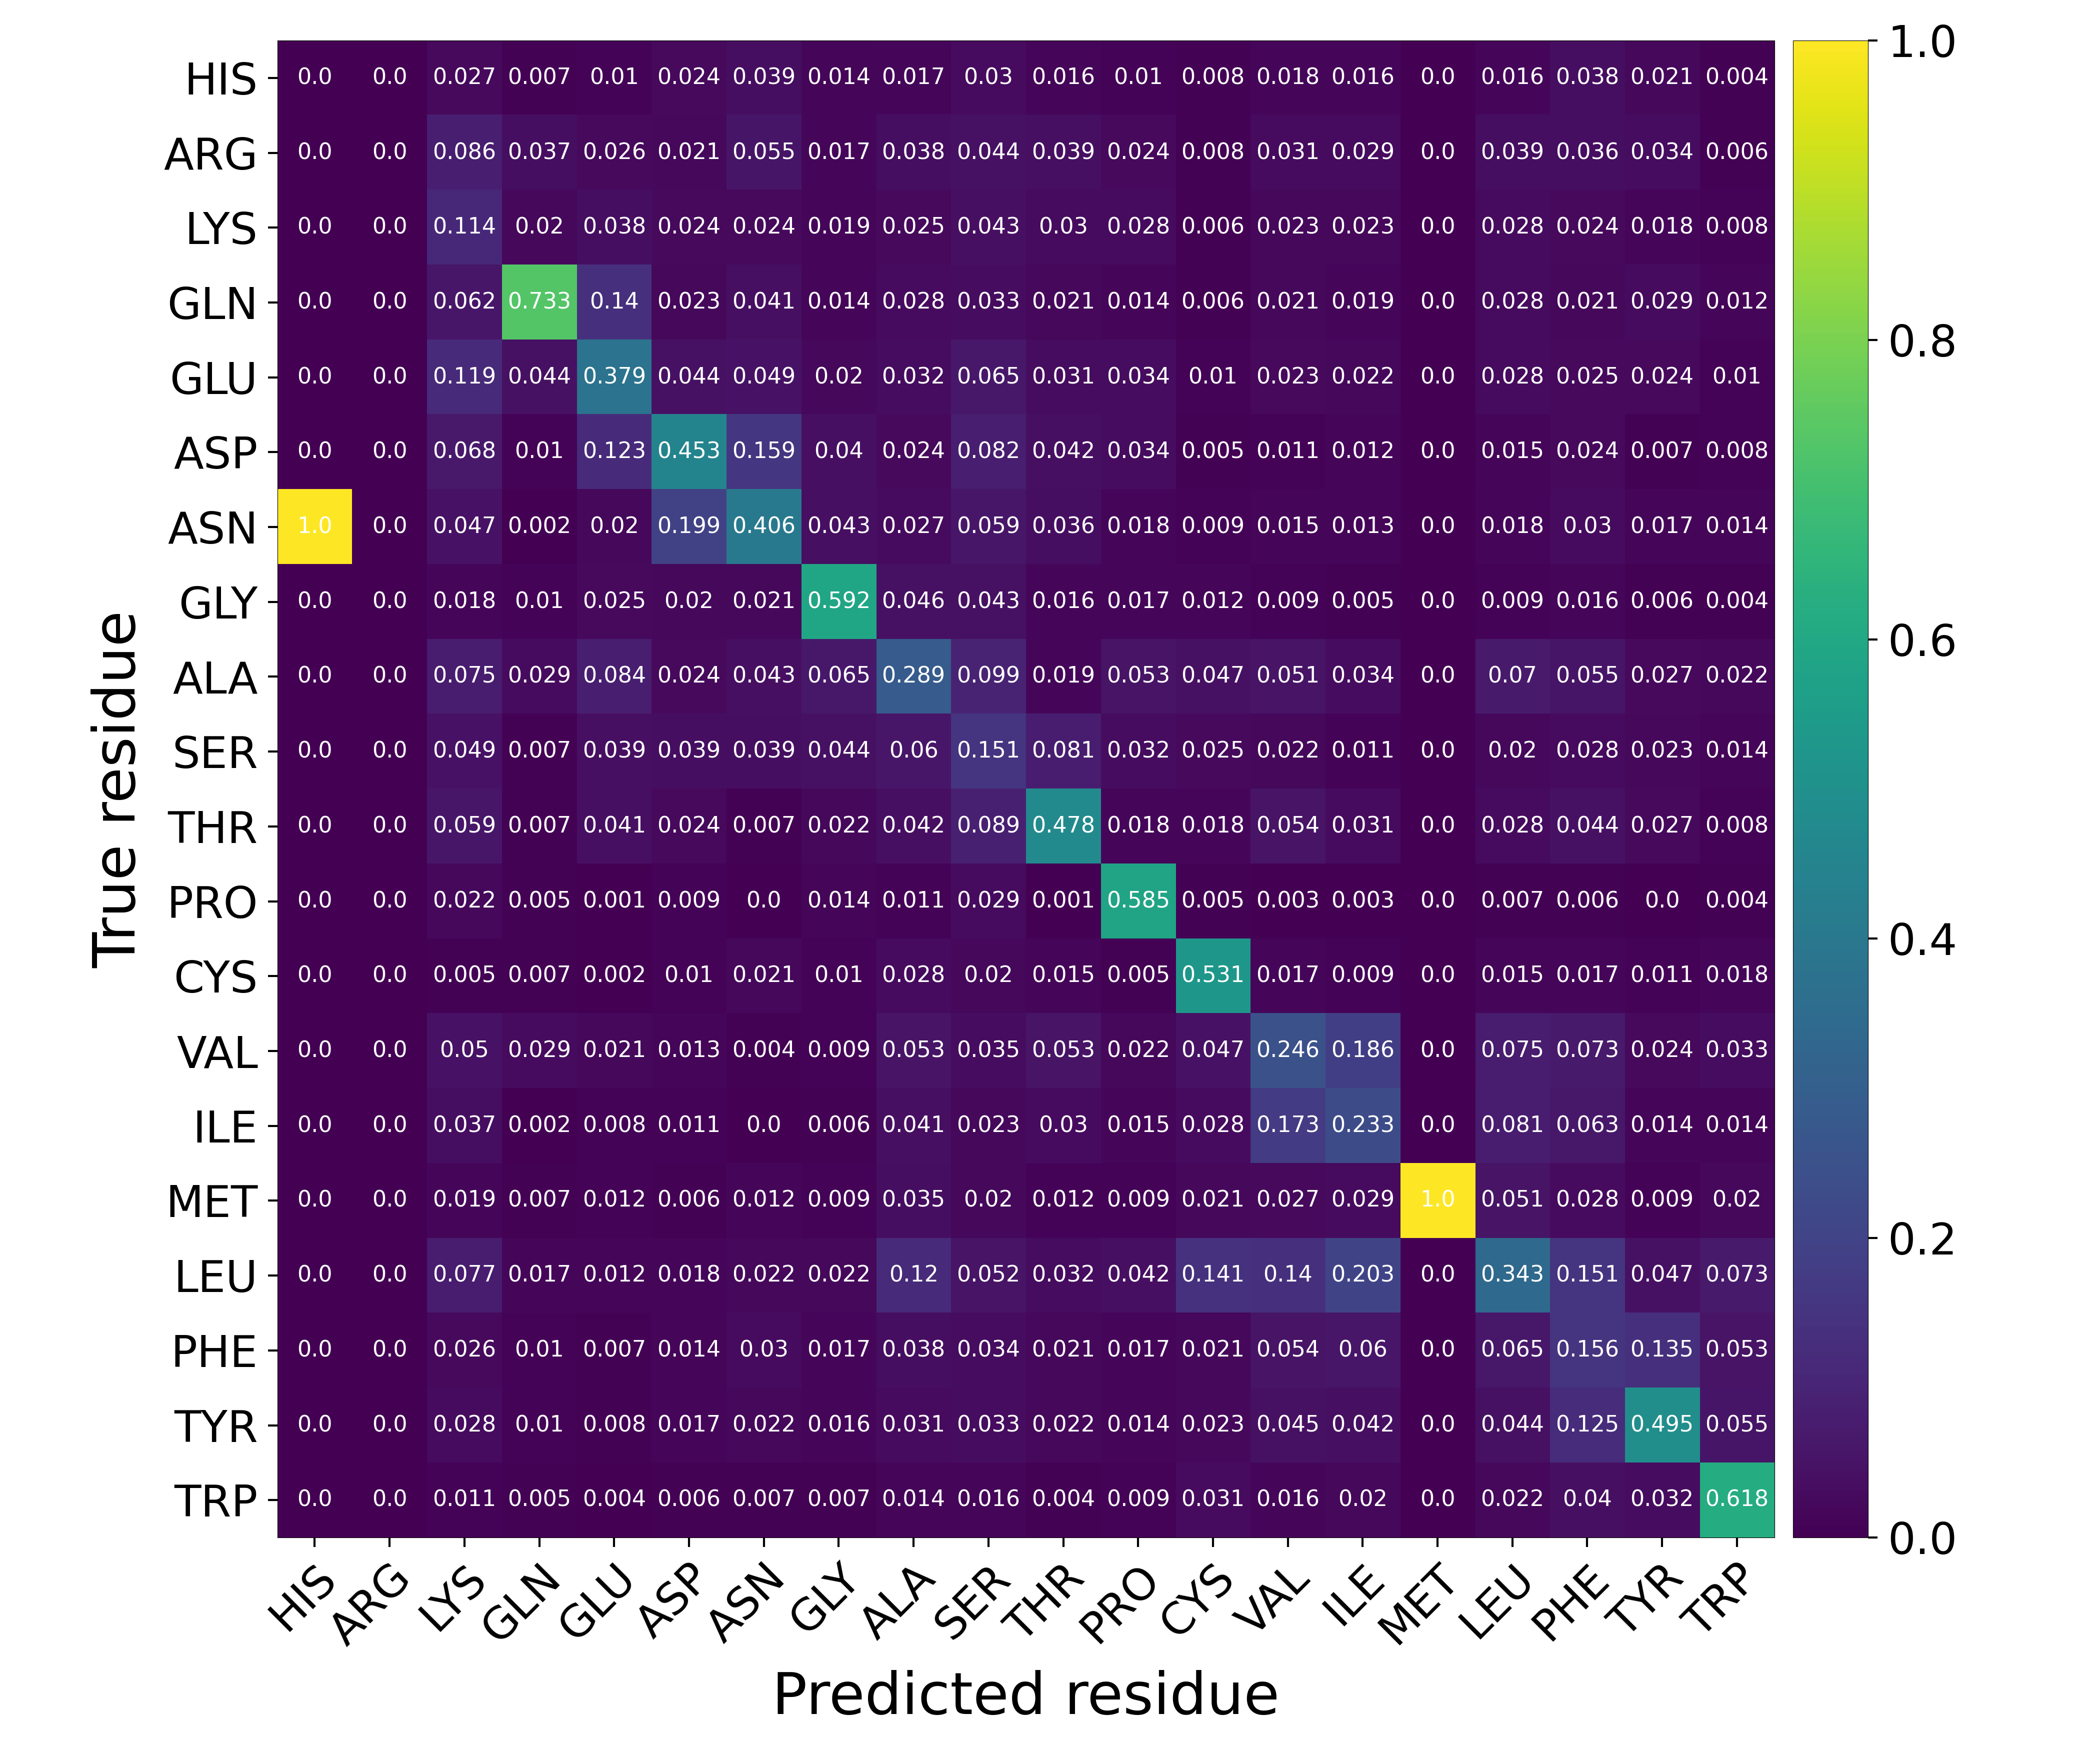 HIS 0.0 0.0 0.027 0.007 0.01 0.024 0.039 0.014 0.017 0.03 0.016 0.01 0.008 0.018 0.016 0.0 0.016 0.038 0.021 0.004
ARG 0.0 0.0 0.086 0.037 0.026 0.021 0.055 0.017 0.038 0.044 0.039 0.024 0.008 0.031 0.029 0.0 0.039 0.036 0.034 0.006
LYS 0.0 0.0 0.114 0.02 0.038 0.024 0.024 0.019 0.025 0.043 0.03 0.028 0.006 0.023 0.023 0.0 0.028 0.024 0.018 0.008
GLN 0.0 0.0 0.062 0.733 0.14 0.023 0.041 0.014 0.028 0.033 0.021 0.014 0.006 0.021 0.019 0.0 0.028 0.021 0.029 0.012
GLU 0.0 0.0 0.119 0.044 0.379 0.044 0.049 0.02 0.032 0.065 0.031 0.034 0.01 0.023 0.022 0.0 0.028 0.025 0.024 0.01
ASP 0.0 0.0 0.068 0.01 0.123 0.453 0.159 0.04 0.024 0.082 0.042 0.034 0.005 0.011 0.012 0.0 0.015 0.024 0.007 0.008
ASN 1.0 0.0 0.047 0.002 0.02 0.199 0.406 0.043 0.027 0.059 0.036 0.018 0.009 0.015 0.013 0.0 0.018 0.03 0.017 0.014
GLY 0.0 0.0 0.018 0.01 0.025 0.02 0.021 0.592 0.046 0.043 0.016 0.017 0.012 0.009 0.005 0.0 0.009 0.016 0.006 0.004
ALA 0.0 0.0 0.075 0.029 0.084 0.024 0.043 0.065 0.289 0.099 0.019 0.053 0.047 0.051 0.034 0.0 0.07 0.055 0.027 0.022
SER 0.0 0.0 0.049 0.007 0.039 0.039 0.039 0.044 0.06 0.151 0.081 0.032 0.025 0.022 0.011 0.0 0.02 0.028 0.023 0.014
THR 0.0 0.0 0.059 0.007 0.041 0.024 0.007 0.022 0.042 0.089 0.478 0.018 0.018 0.054 0.031 0.0 0.028 0.044 0.027 0.008
PRO 0.0 0.0 0.022 0.005 0.001 0.009 0.0 0.014 0.011 0.029 0.001 0.585 0.005 0.003 0.003 0.0 0.007 0.006 0.0 0.004
CYS 0.0 0.0 0.005 0.007 0.002 0.01 0.021 0.01 0.028 0.02 0.015 0.005 0.531 0.017 0.009 0.0 0.015 0.017 0.011 0.018
VAL 0.0 0.0 0.05 0.029 0.021 0.013 0.004 0.009 0.053 0.035 0.053 0.022 0.047 0.246 0.186 0.0 0.075 0.073 0.024 0.033
ILE 0.0 0.0 0.037 0.002 0.008 0.011 0.0 0.006 0.041 0.023 0.03 0.015 0.028 0.173 0.233 0.0 0.081 0.063 0.014 0.014
MET 0.0 0.0 0.019 0.007 0.012 0.006 0.012 0.009 0.035 0.02 0.012 0.009 0.021 0.027 0.029 1.0 0.051 0.028 0.009 0.02
LEU 0.0 0.0 0.077 0.017 0.012 0.018 0.022 0.022 0.12 0.052 0.032 0.042 0.141 0.14 0.203 0.0 0.343 0.151 0.047 0.073
PHE 0.0 0.0 0.026 0.01 0.007 0.014 0.03 0.017 0.038 0.034 0.021 0.017 0.021 0.054 0.06 0.0 0.065 0.156 0.135 0.053
TYR 0.0 0.0 0.028 0.01 0.008 0.017 0.022 0.016 0.031 0.033 0.022 0.014 0.023 0.045 0.042 0.0 0.044 0.125 0.495 0.055
TRP 0.0 0.0 0.011 0.005 0.004 0.006 0.007 0.007 0.014 0.016 0.004 0.009 0.031 0.016 0.02 0.0 0.022 0.04 0.032 0.618
HIS ARG LYS GLN GLU ASP ASN GLY ALA SER THR PRO CYS VAL ILE MET LEU PHE TYR TRP
Predicted residue
True residue
1.0
0.8
0.6
0.4
0.2
0.0